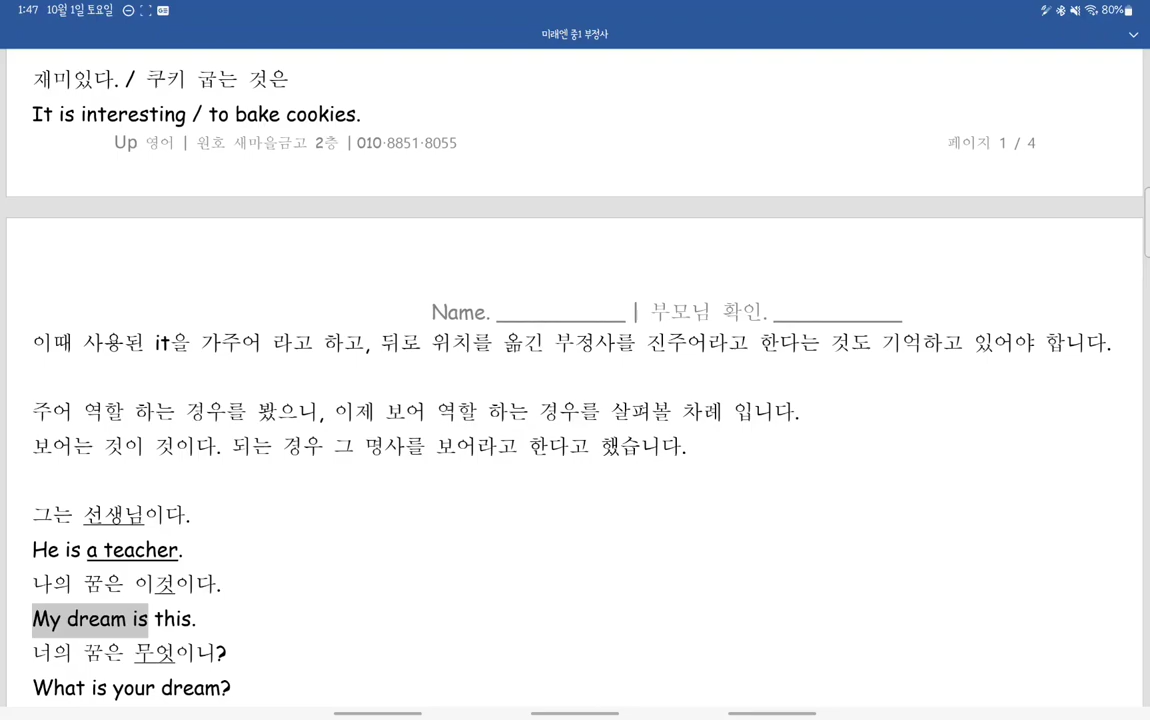 1:47 10월 1일 토요일
80%
미래엔 중1 부정사
재미있다. / 쿠키 굽는 것은
It is interesting / to bake cookies.
Up 영어 | 원호 새마을금고 2층 | 010·8851·8055
페이지 1 / 4
Name. ____________ | 부모님 확인. ____________
이때 사용된 it을 가주어 라고 하고, 뒤로 위치를 옮긴 부정사를 진주어라고 한다는 것도 기억하고 있어야 합니다.
주어 역할 하는 경우를 봤으니, 이제 보어 역할 하는 경우를 살펴볼 차례 입니다.
보어는 것이 것이다. 되는 경우 그 명사를 보어라고 한다고 했습니다.
그는 선생님이다.
He is a teacher.
나의 꿈은 이것이다.
My dream is this.
너의 꿈은 무엇이니?
What is your dream?